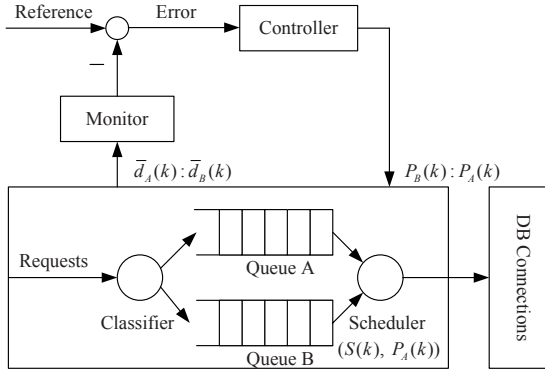 Reference
Error
Controller
−
Monitor
d̅_A(k) : d̅_B(k)
P_B(k) : P_A(k)
Requests
Classifier
Queue A
Queue B
Scheduler
(S(k), P_A(k))
DB Connections